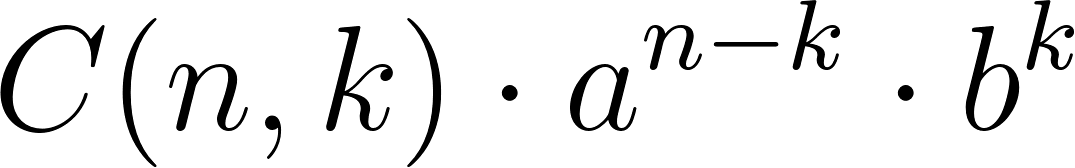 C(n, k) · a^{n−k} · b^k